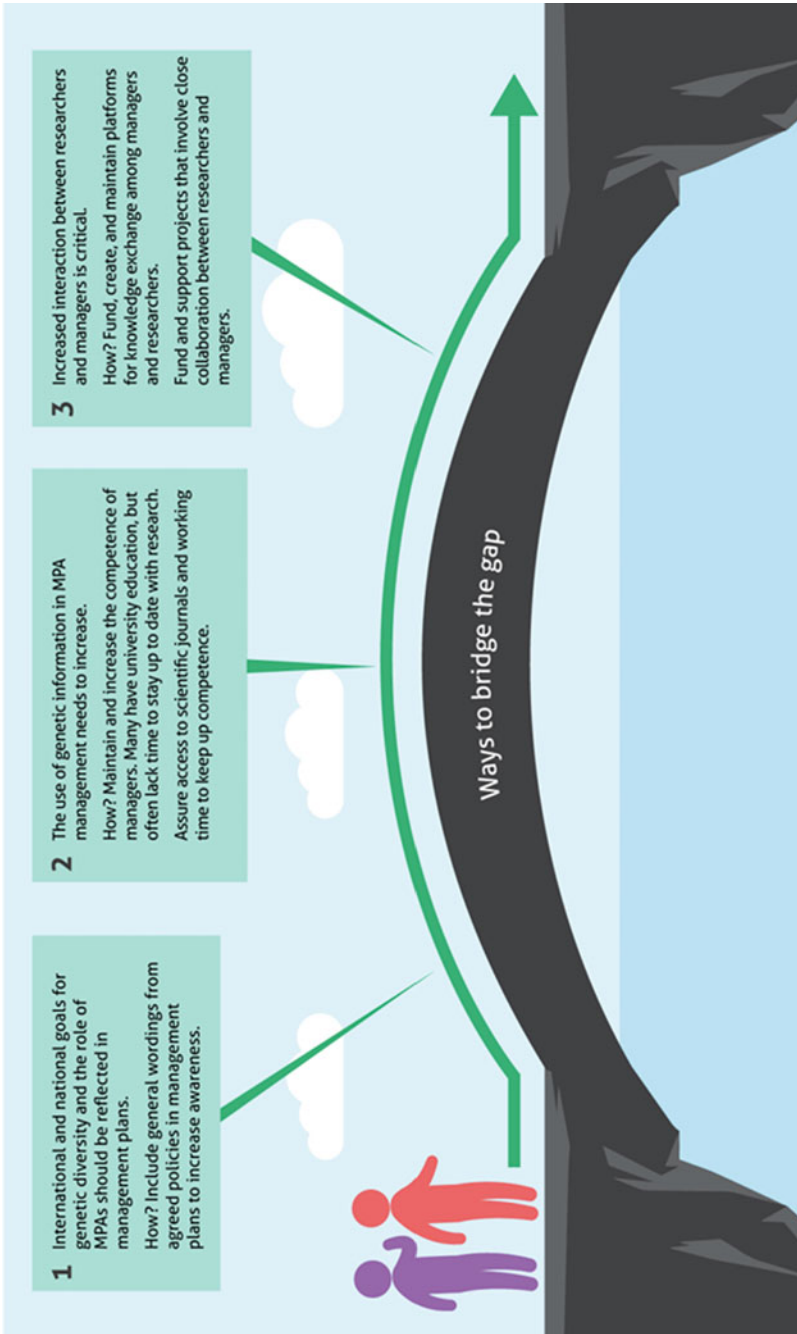 1
International and national goals for
genetic diversity and the role of
MPAs should be reflected in
management plans.
How? Include general wordings from
agreed policies in management
plans to increase awareness.
2
The use of genetic information in MPA
management needs to increase.
How? Maintain and increase the competence of
managers. Many have university education, but
often lack time to stay up to date with research.
Assure access to scientific journals and working
time to keep up competence.
3
Increased interaction between researchers
and managers is critical.
How? Fund, create, and maintain platforms
for knowledge exchange among managers
and researchers.
Fund and support projects that involve close
collaboration between researchers and
managers.
Ways to bridge the gap